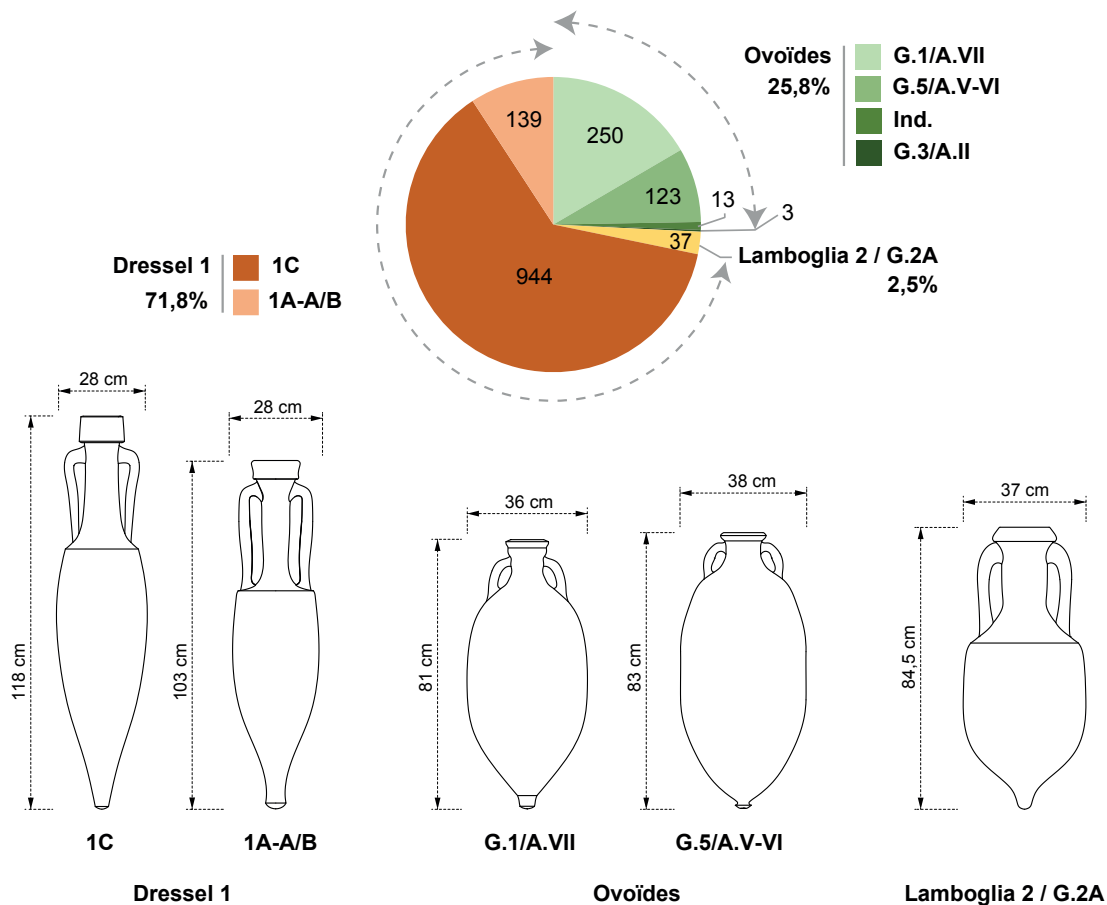 Ovoïdes
25,8%
G.1/A.VII
G.5/A.V-VI
Ind.
G.3/A.II
139
250
123
13
3
37
944
Lamboglia 2 / G.2A
2,5%
Dressel 1
71,8%
1C
1A-A/B
28 cm
118 cm
28 cm
103 cm
36 cm
81 cm
38 cm
83 cm
37 cm
84,5 cm
1C
1A-A/B
G.1/A.VII
G.5/A.V-VI
Dressel 1
Ovoïdes
Lamboglia 2 / G.2A